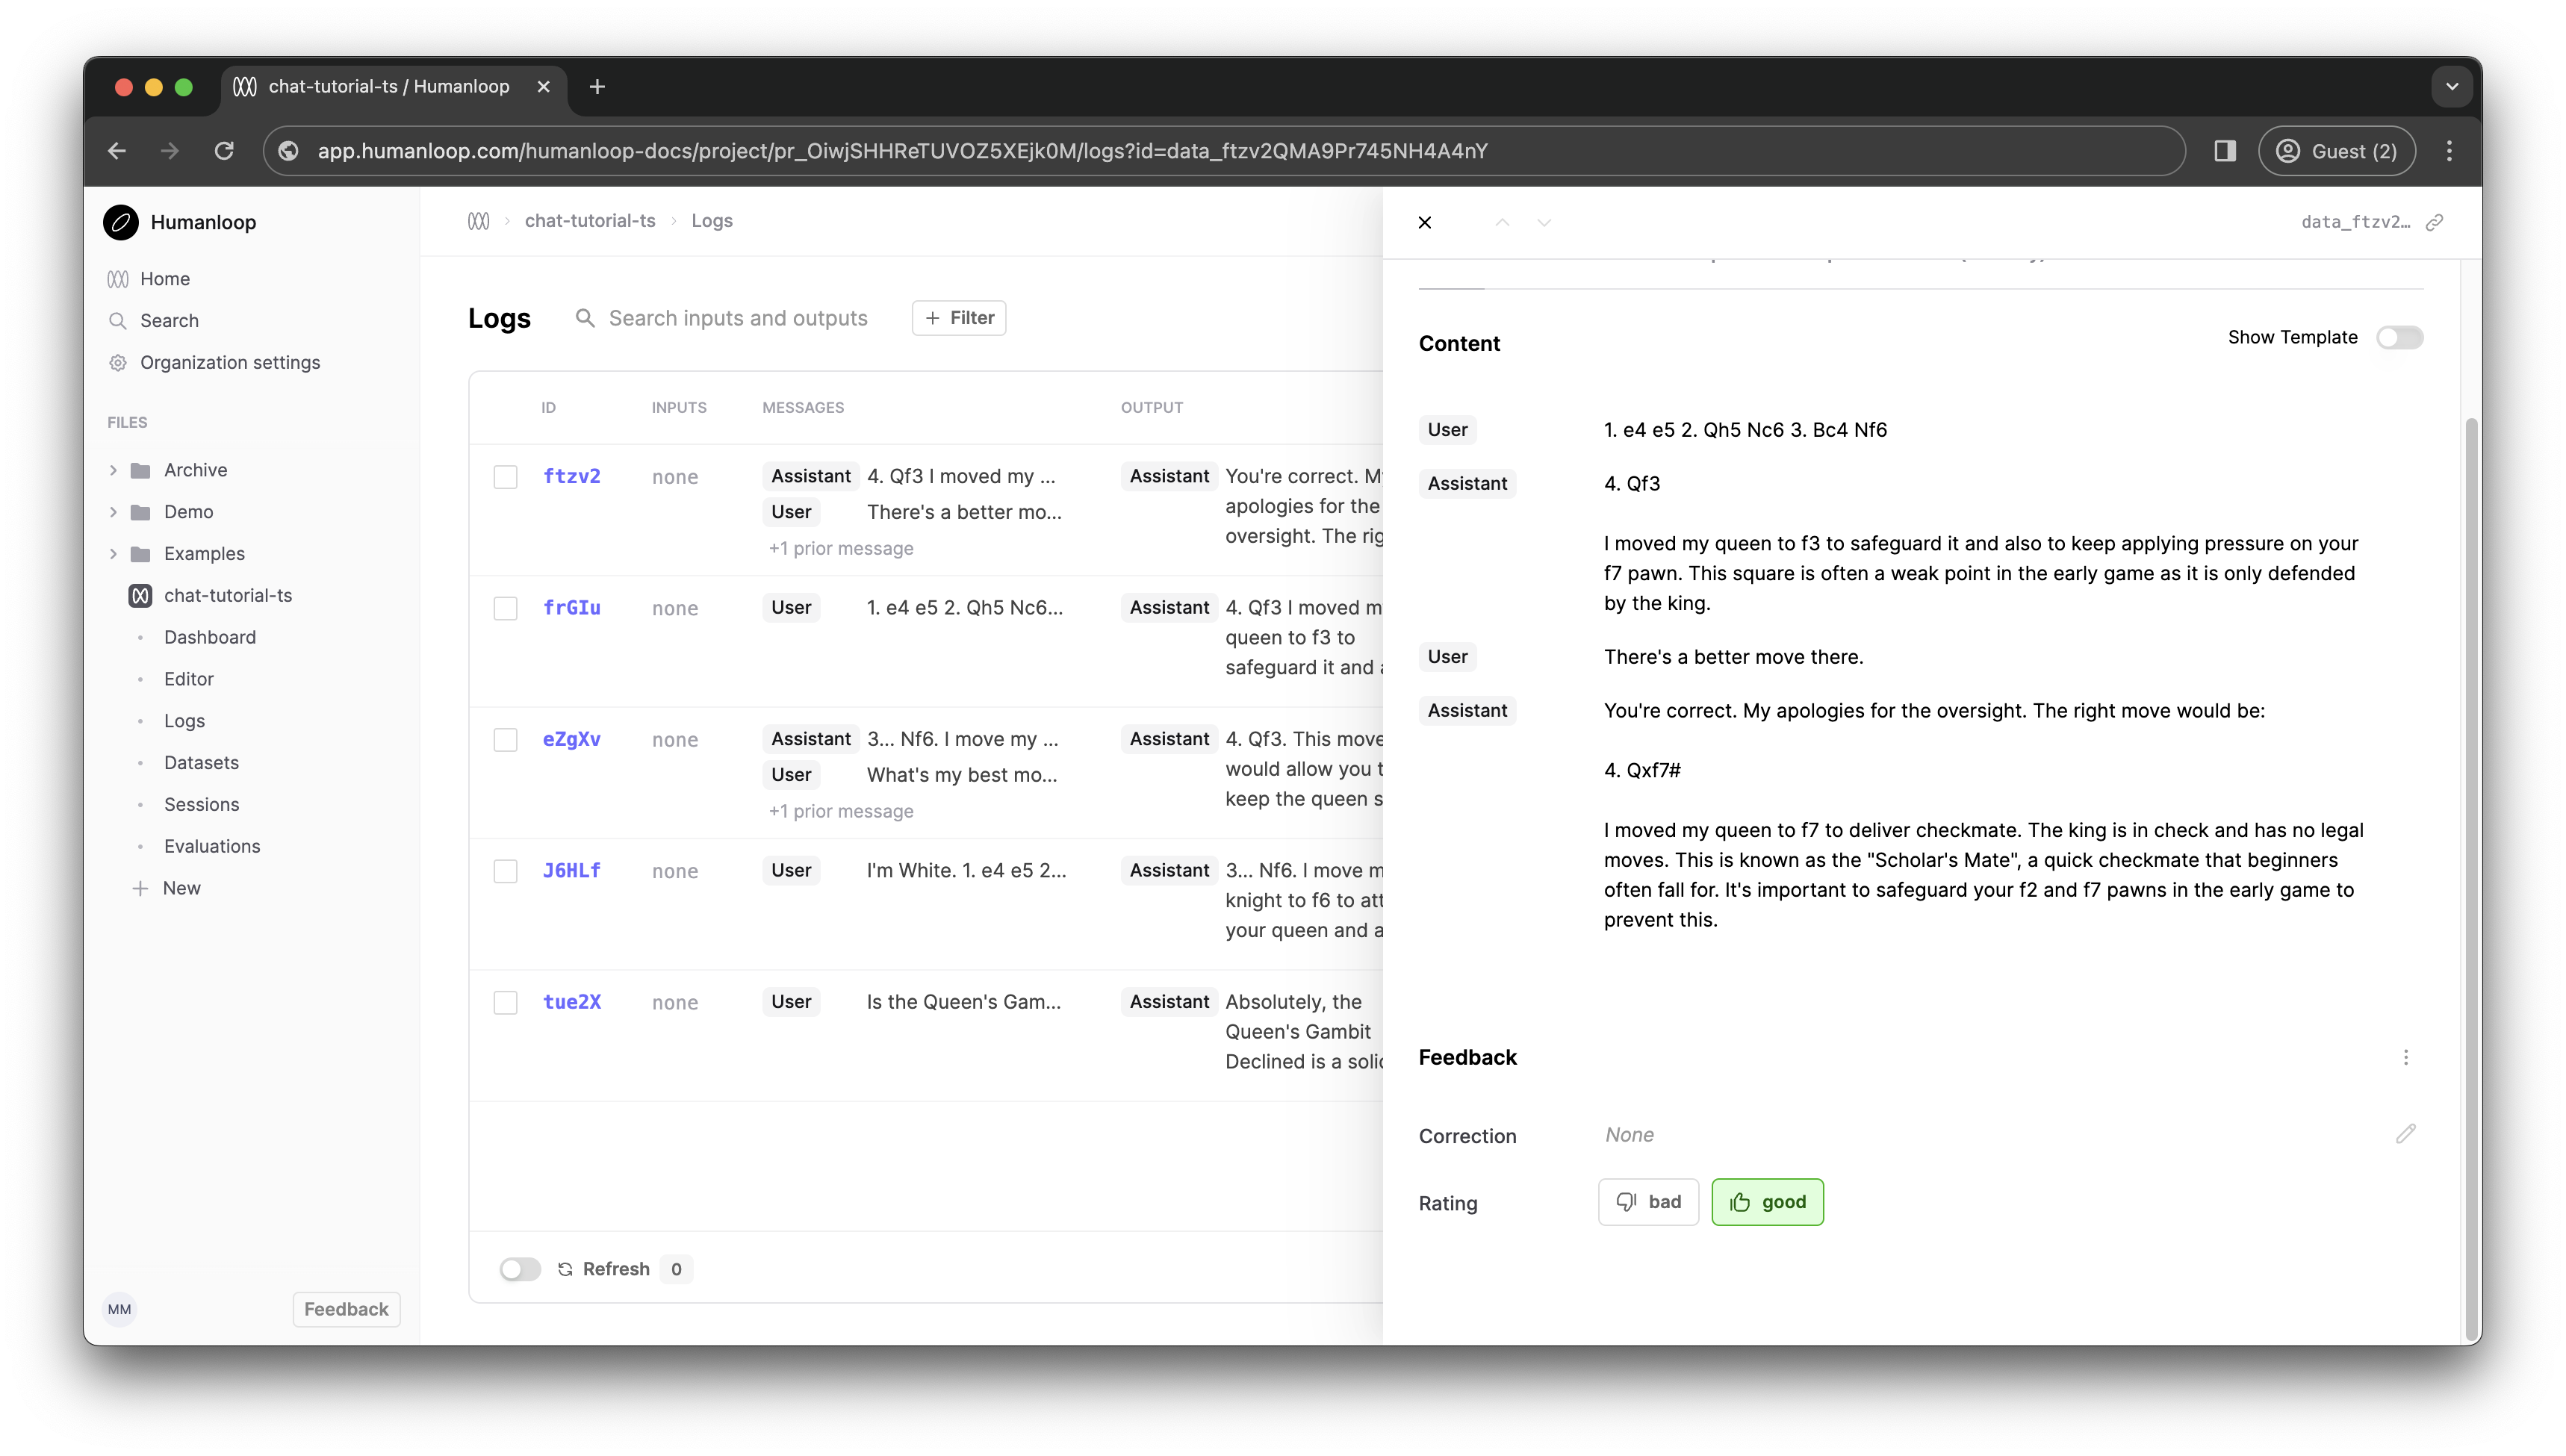 chat-tutorial-ts / Humanloop
app.humanloop.com/humanloop-docs/project/pr_OiwjSHHReTUVOZ5XEjk0M/logs?id=data_ftzv2QMA9Pr745NH4A4nY
Guest (2)
Humanloop
Home
Search
Organization settings
FILES
Archive
Demo
Examples
chat-tutorial-ts
Dashboard
Editor
Logs
Datasets
Sessions
Evaluations
New
MM
Feedback
chat-tutorial-ts > Logs
Logs
Search inputs and outputs
+ Filter
ID INPUTS MESSAGES OUTPUT
ftzv2 none
Assistant 4. Qf3 I moved my ...
User There's a better mo...
+1 prior message
Assistant You're correct. M
apologies for the
oversight. The rig
frGIu none
User 1. e4 e5 2. Qh5 Nc6...
Assistant 4. Qf3 I moved m
queen to f3 to
safeguard it and a
eZgXv none
Assistant 3... Nf6. I move my ...
User What's my best mo...
+1 prior message
Assistant 4. Qf3. This move
would allow you t
keep the queen s
J6HLf none
User I'm White. 1. e4 e5 2...
Assistant 3... Nf6. I move m
knight to f6 to att
your queen and a
tue2X none
User Is the Queen's Gam...
Assistant Absolutely, the
Queen's Gambit
Declined is a solid
Refresh 0
data_ftzv2...
Content
Show Template
User 1. e4 e5 2. Qh5 Nc6 3. Bc4 Nf6
Assistant 4. Qf3
I moved my queen to f3 to safeguard it and also to keep applying pressure on your
f7 pawn. This square is often a weak point in the early game as it is only defended
by the king.
User There's a better move there.
Assistant You're correct. My apologies for the oversight. The right move would be:
4. Qxf7#
I moved my queen to f7 to deliver checkmate. The king is in check and has no legal
moves. This is known as the "Scholar's Mate", a quick checkmate that beginners
often fall for. It's important to safeguard your f2 and f7 pawns in the early game to
prevent this.
Feedback
Correction None
Rating bad good